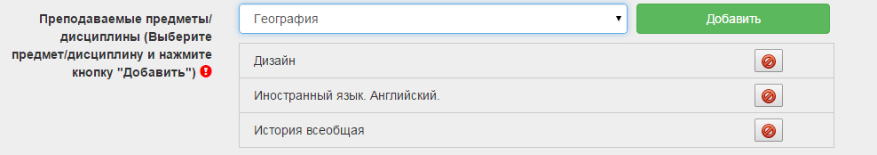 Преподаваемые предметы/
дисциплины (Выберите
предмет/дисциплину и нажмите
кнопку "Добавить")
География
Добавить
Дизайн
Иностранный язык. Английский.
История всеобщая